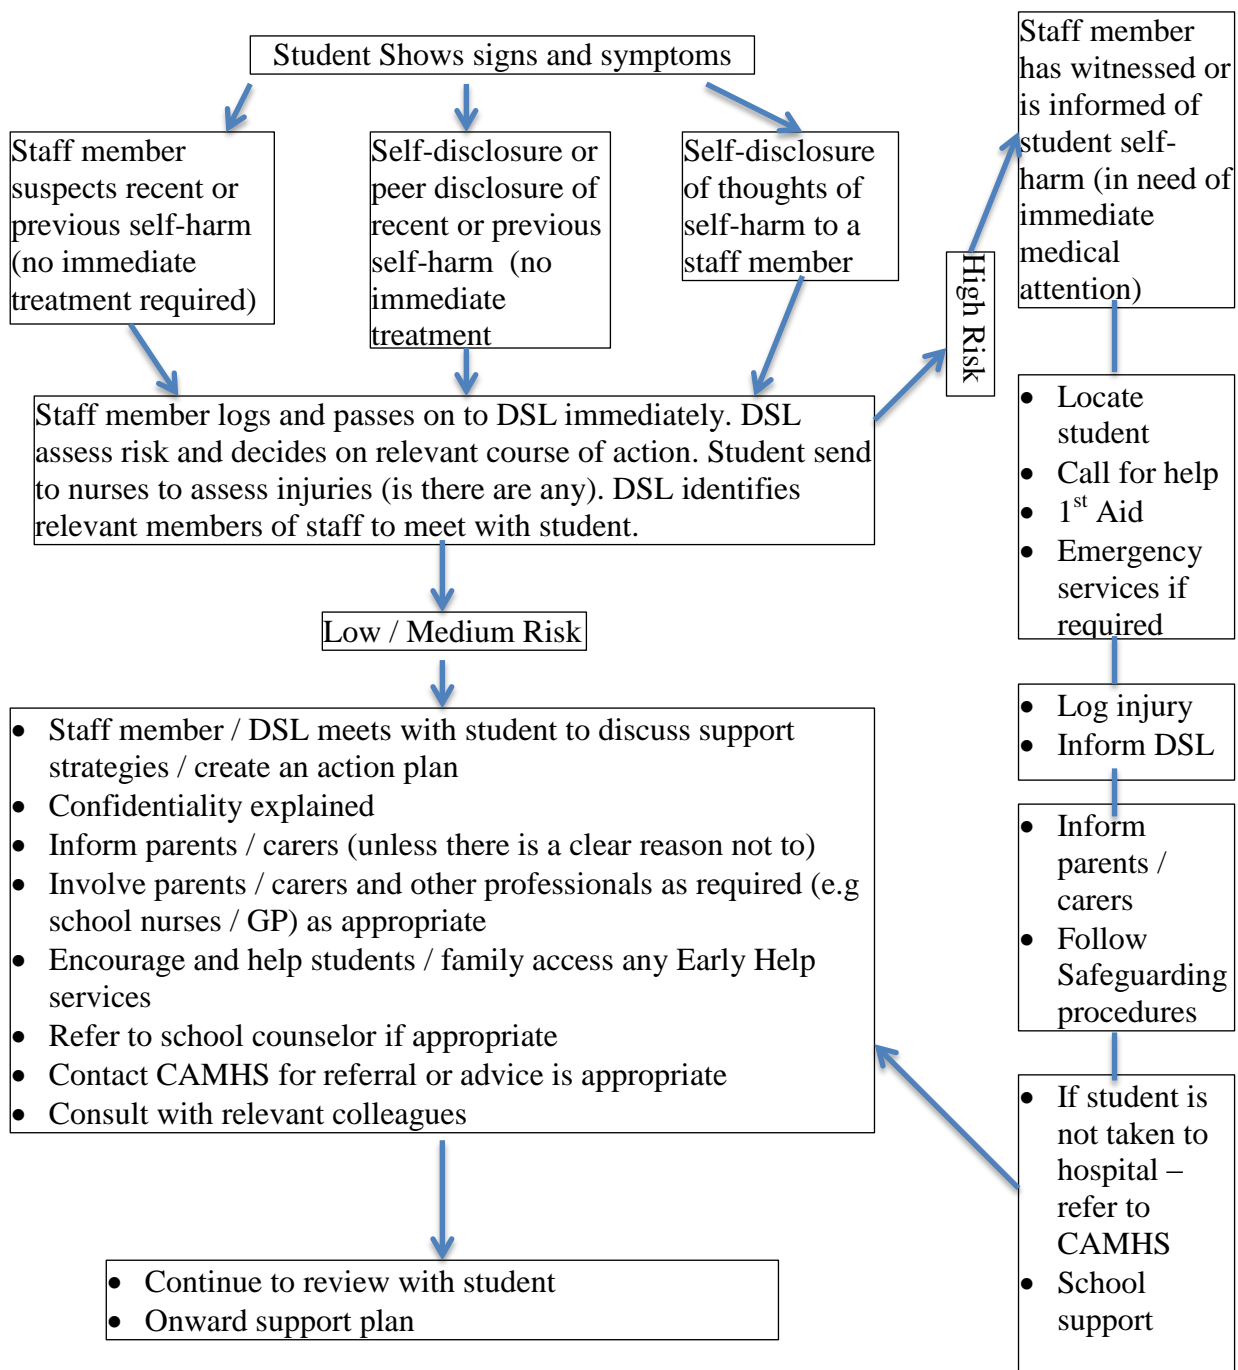 Student Shows signs and symptoms
Staff member
suspects recent or
previous self-harm
(no immediate
treatment required)
Self-disclosure or
peer disclosure of
recent or previous
self-harm (no
immediate
treatment
Self-disclosure
of thoughts of
self-harm to a
staff member
High Risk
Staff member
has witnessed or
is informed of
student self-
harm (in need of
immediate
medical
attention)
Staff member logs and passes on to DSL immediately. DSL
assess risk and decides on relevant course of action. Student send
to nurses to assess injuries (is there are any). DSL identifies
relevant members of staff to meet with student.
• Locate
student
• Call for help
• 1st Aid
• Emergency
services if
required
Low / Medium Risk
• Log injury
• Inform DSL
• Staff member / DSL meets with student to discuss support
strategies / create an action plan
• Confidentiality explained
• Inform parents / carers (unless there is a clear reason not to)
• Involve parents / carers and other professionals as required (e.g
school nurses / GP) as appropriate
• Encourage and help students / family access any Early Help
services
• Refer to school counselor if appropriate
• Contact CAMHS for referral or advice is appropriate
• Consult with relevant colleagues
• Inform
parents /
carers
• Follow
Safeguarding
procedures
• If student is
not taken to
hospital –
refer to
CAMHS
• School
support
• Continue to review with student
• Onward support plan